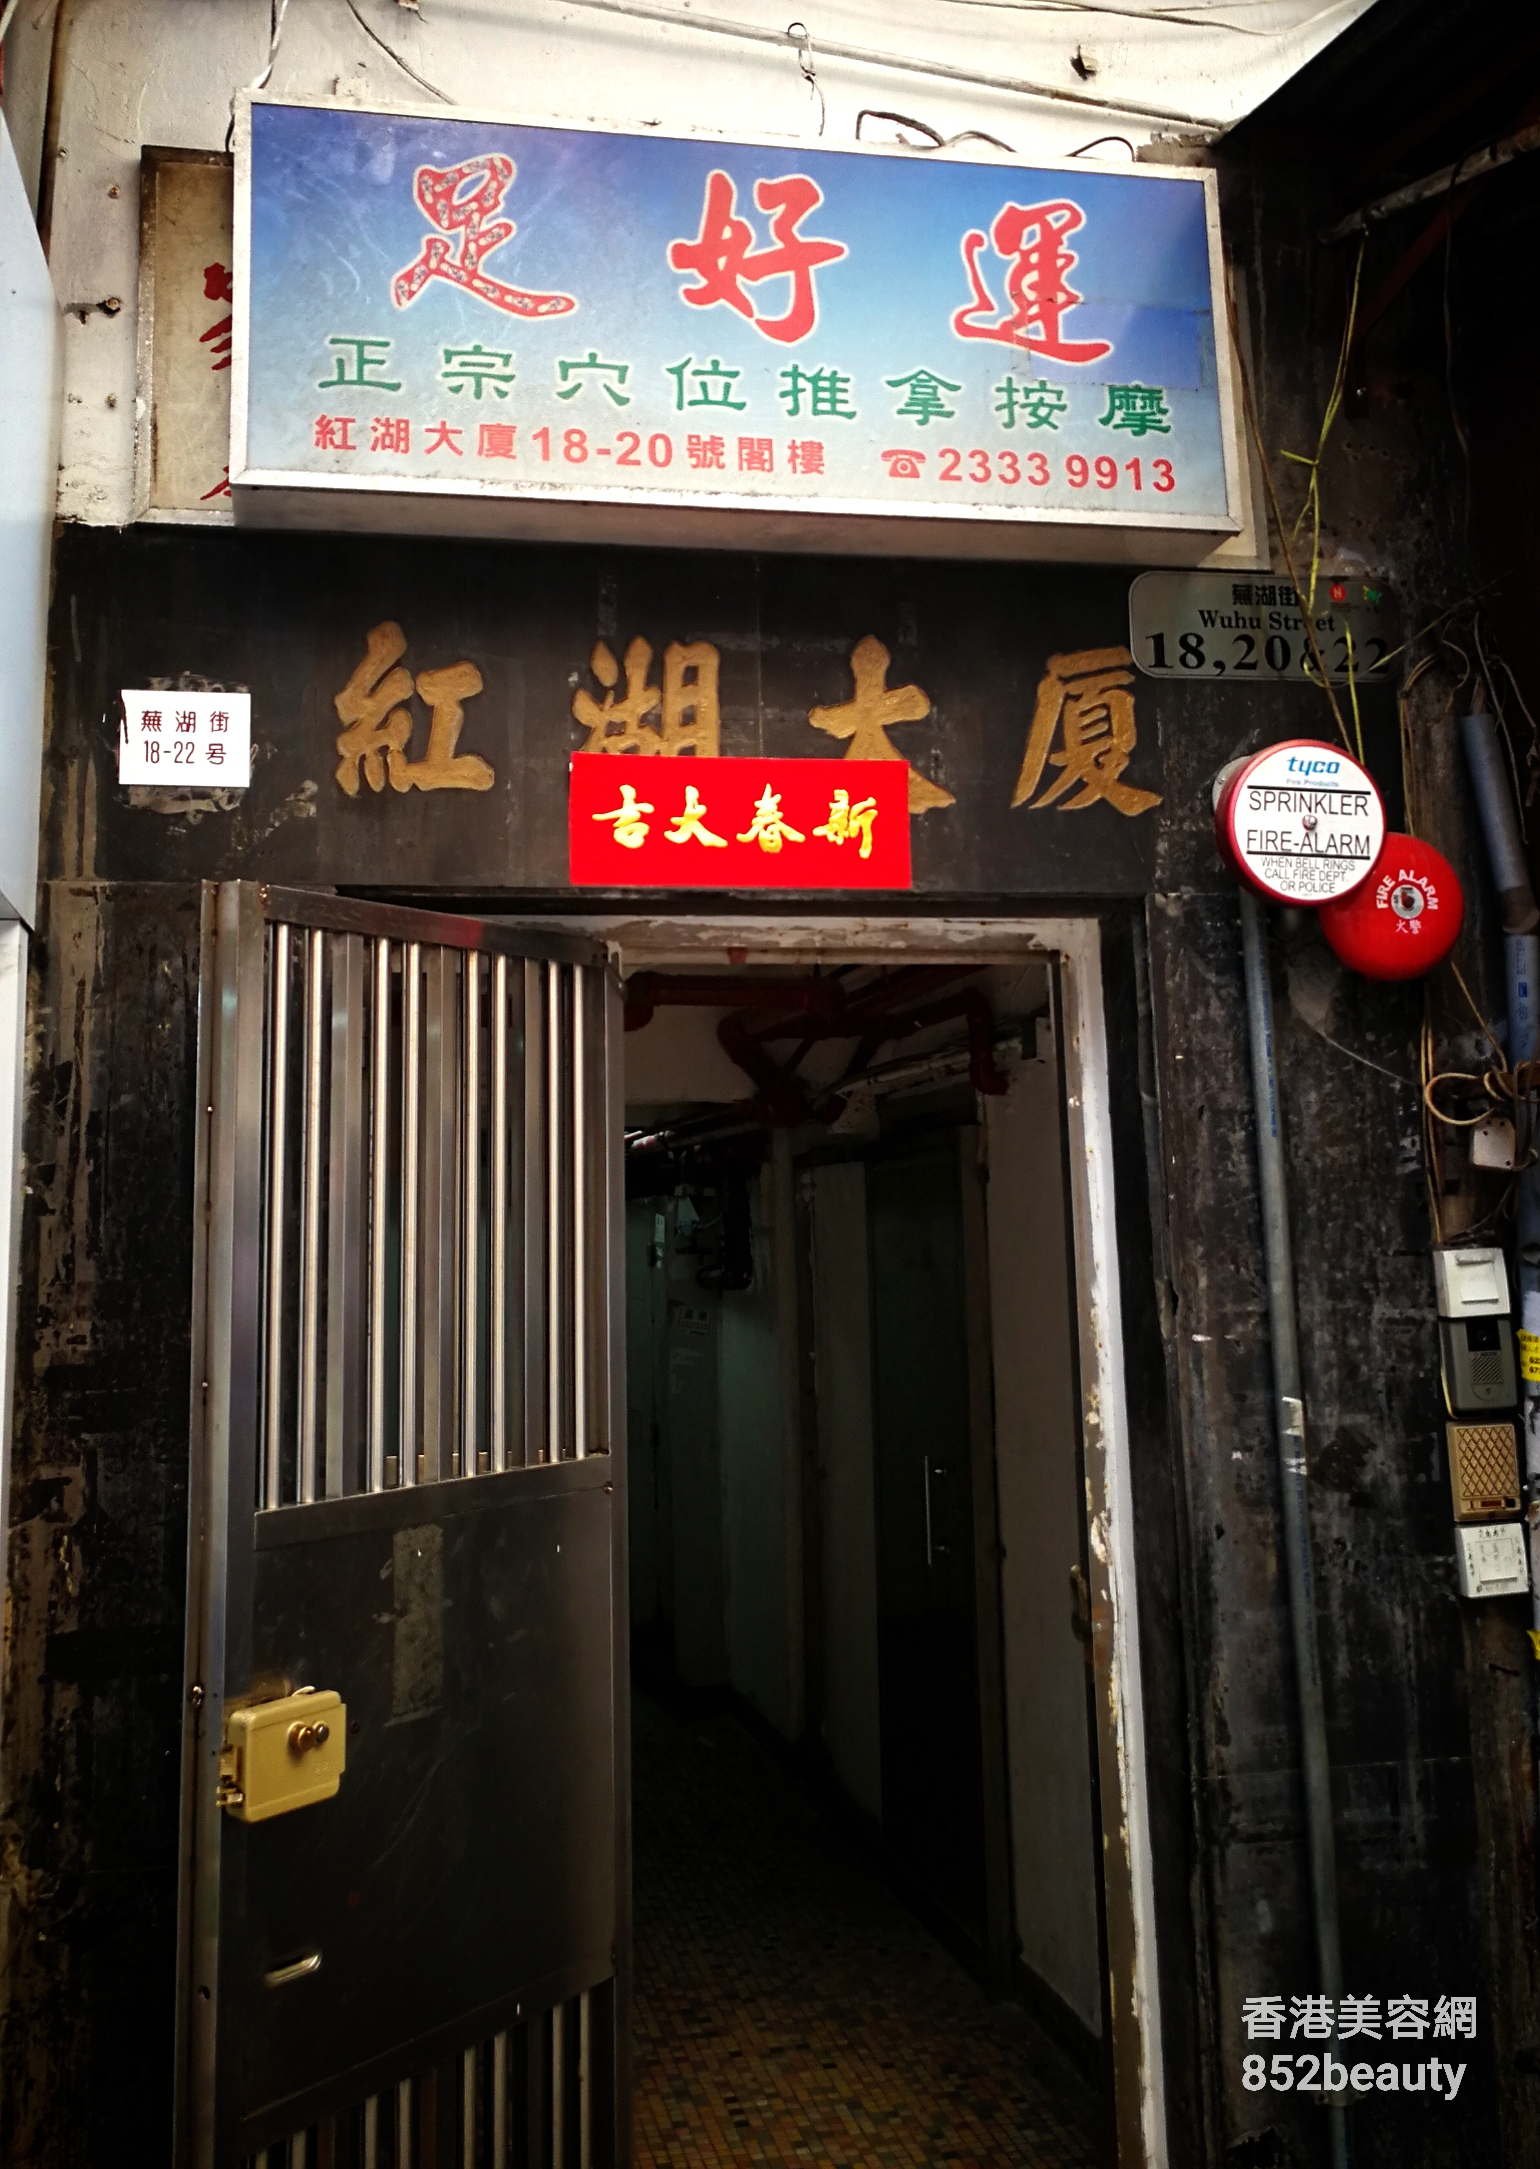 足好運
正宗穴位推拿按摩
紅湖大廈18-20號閣樓 ☎2333 9913
蕪湖街
Wuhu Street
18,20&22
紅湖大廈
蕪湖街
18-22号
吉大春新
tyco
Fire Products
SPRINKLER
FIRE-ALARM
WHEN BELL RINGS
CALL FIRE DEPT.
OR POLICE
FIRE ALARM
火警
香港美容網
852beauty